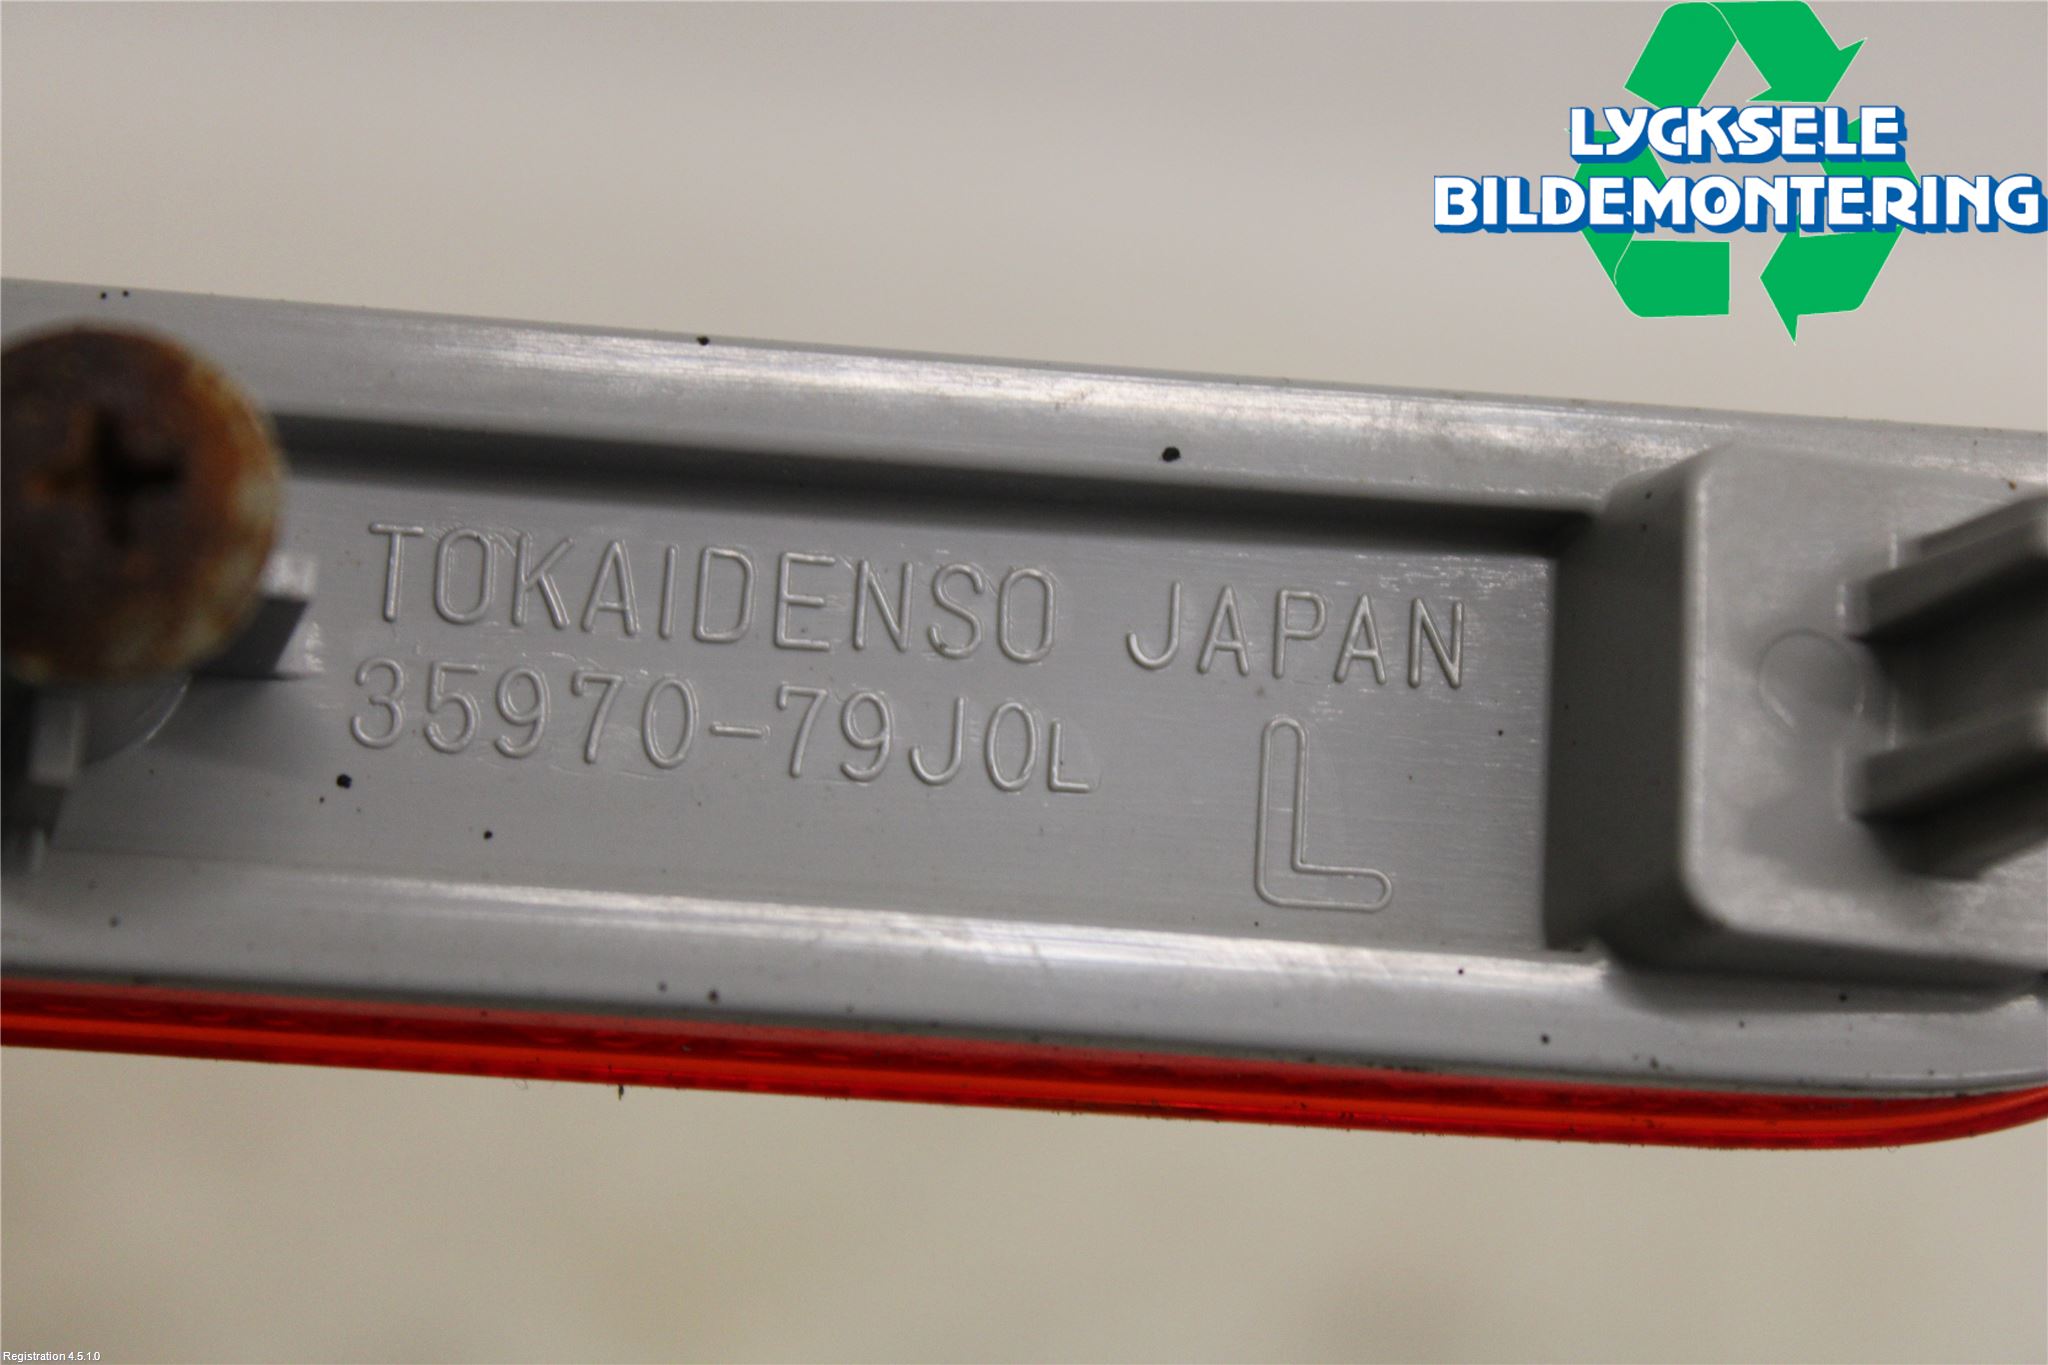 LYCKSELE
BILDEMONTERING
TOKAIDENSO JAPAN
35970-79J0L
L
Registration 4.5.1.0